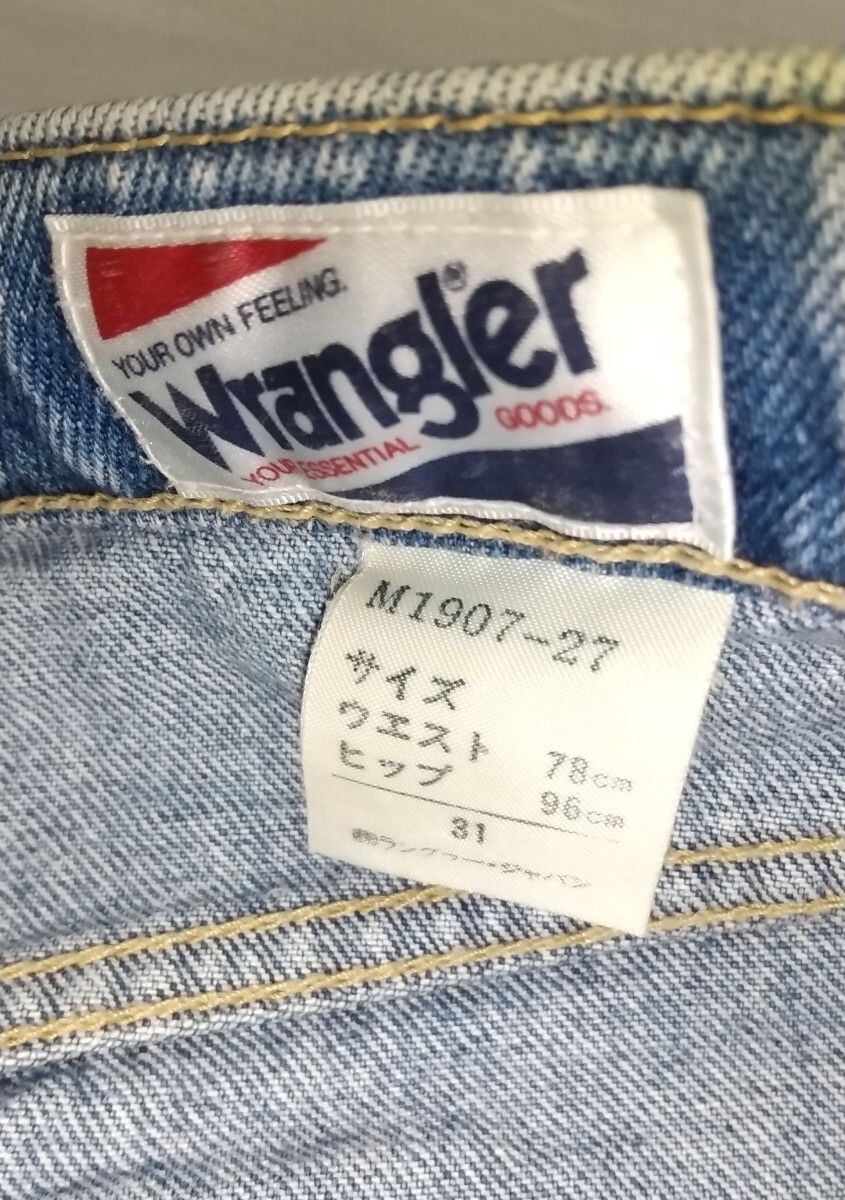 YOUR OWN FEELING.
Wrangler®
YOUR ESSENTIAL GOODS.
M1907-27
サイズ
ウエスト 78cm
ヒップ 96cm
31
㈱ラングラー・ジャパン